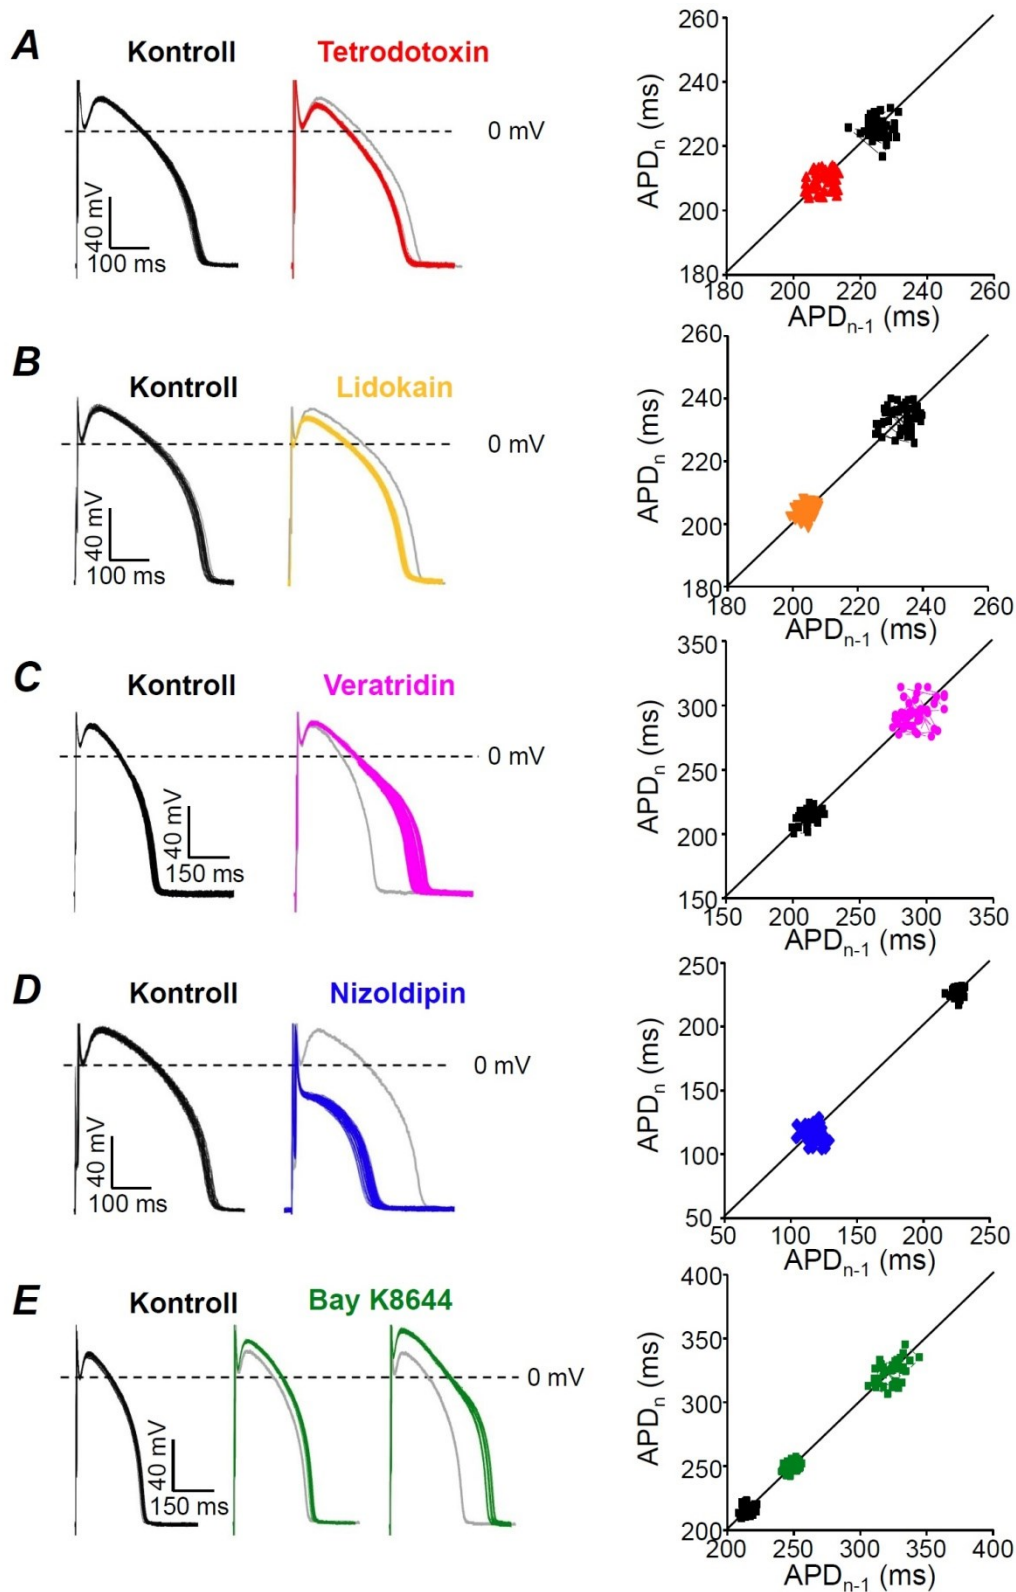 A
Kontroll
Tetrodotoxin
0 mV
40 mV
100 ms
APDn (ms)
260
240
220
200
180
180 200 220 240 260
APDn-1 (ms)
B
Kontroll
Lidokain
0 mV
40 mV
100 ms
APDn (ms)
260
240
220
200
180
180 200 220 240 260
APDn-1 (ms)
C
Kontroll
Veratridin
0 mV
40 mV
150 ms
APDn (ms)
350
300
250
200
150
150 200 250 300 350
APDn-1 (ms)
D
Kontroll
Nizoldipin
0 mV
40 mV
100 ms
APDn (ms)
250
200
150
100
50
50 100 150 200 250
APDn-1 (ms)
E
Kontroll
Bay K8644
0 mV
40 mV
150 ms
APDn (ms)
400
350
300
250
200
200 250 300 350 400
APDn-1 (ms)